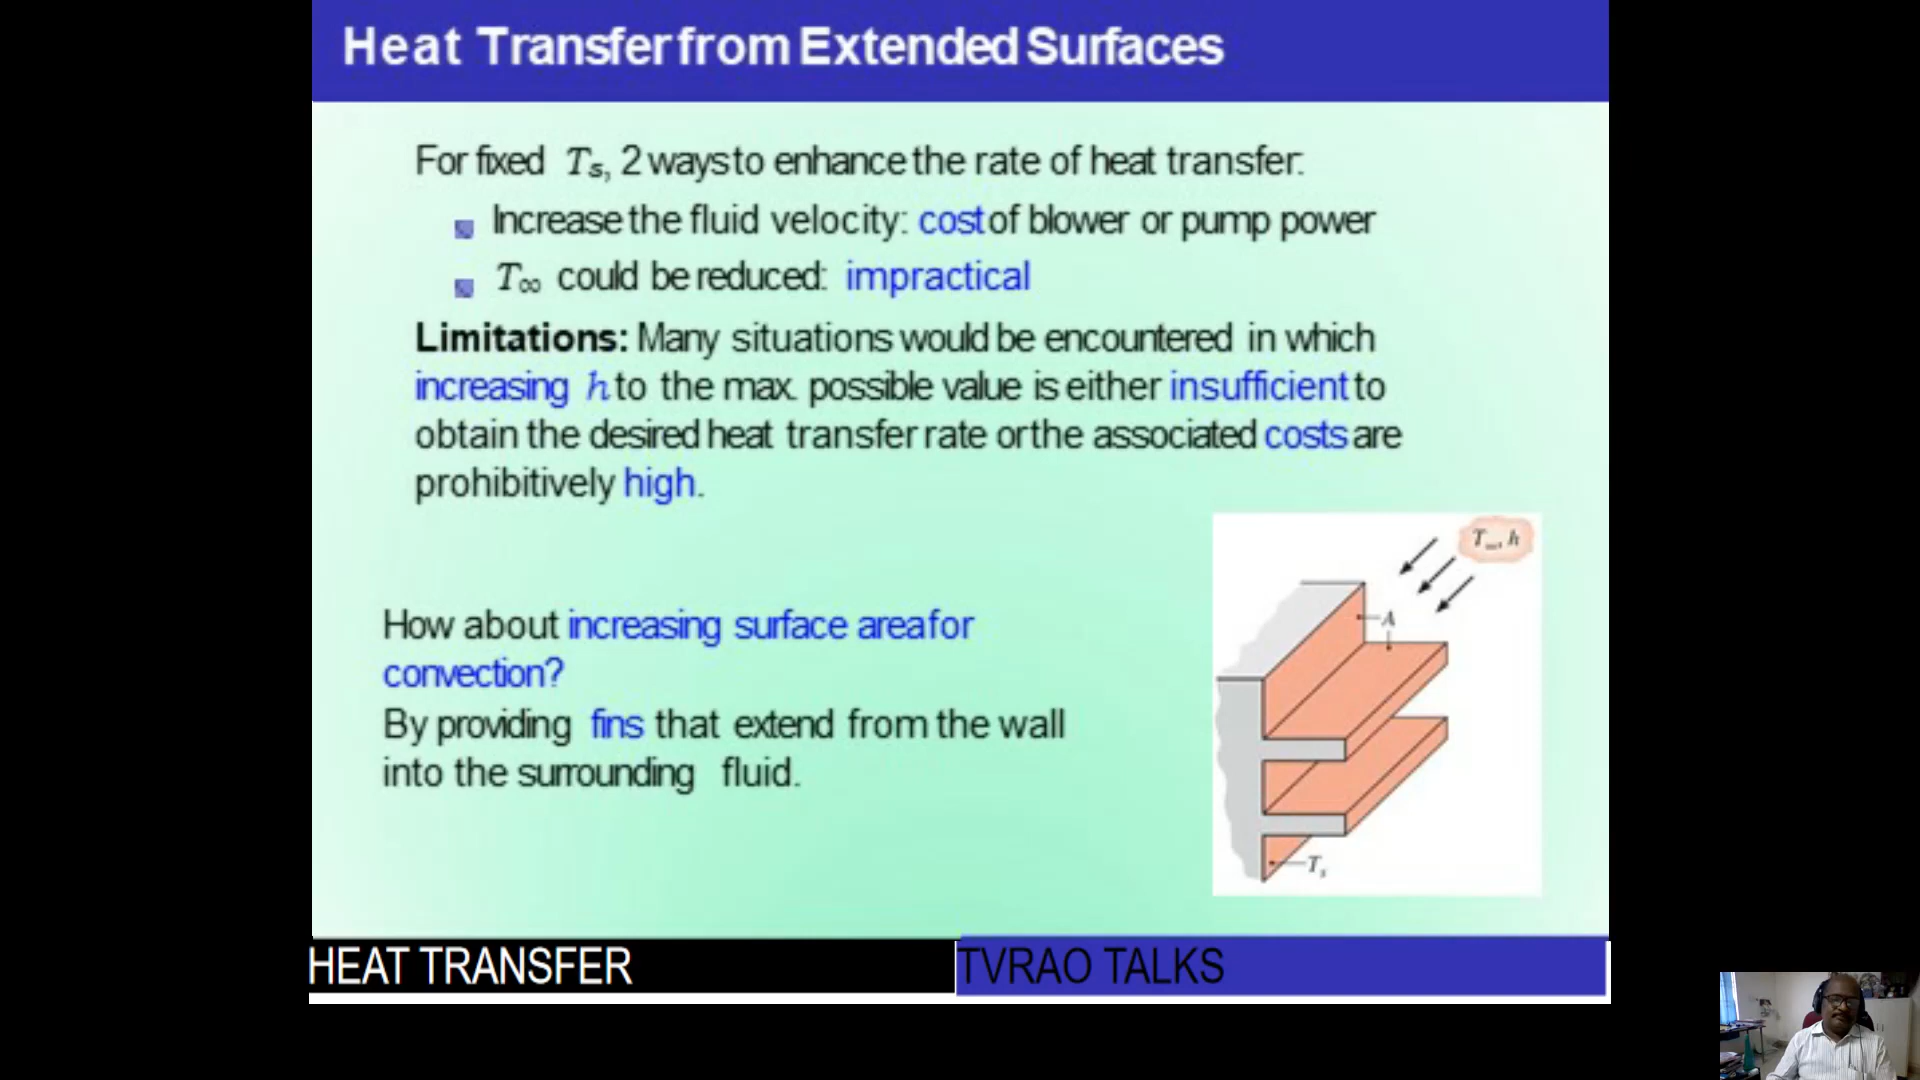 Heat Transfer from Extended Surfaces
For fixed Ts, 2 ways to enhance the rate of heat transfer:
Increase the fluid velocity: cost of blower or pump power
T∞ could be reduced: impractical
Limitations: Many situations would be encountered in which
increasing h to the max. possible value is either insufficient to
obtain the desired heat transfer rate or the associated costs are
prohibitively high.
T∞, h
A
How about increasing surface area for
convection?
By providing fins that extend from the wall
into the surrounding fluid.
Ts
HEAT TRANSFER
TVRAO TALKS